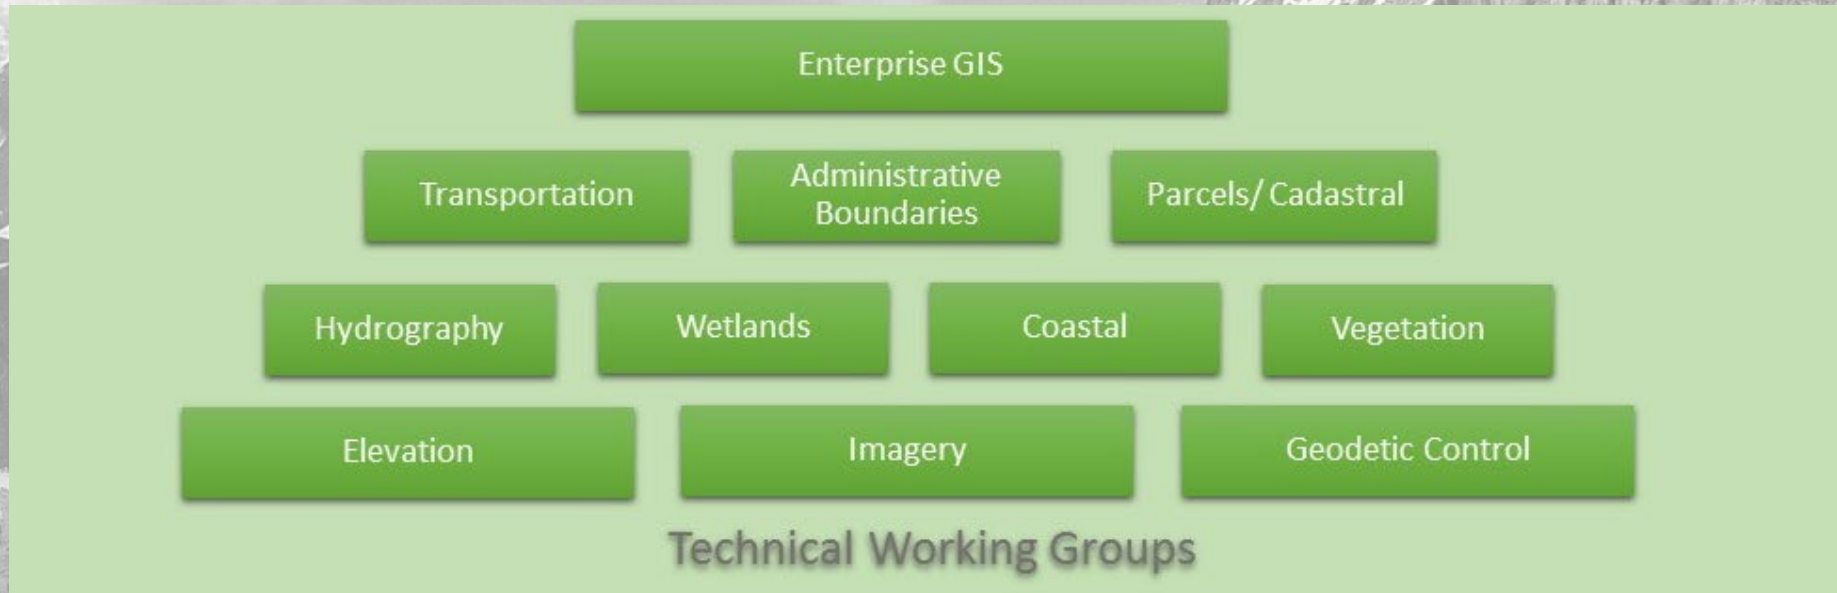 Enterprise GIS
Transportation
Administrative
Boundaries
Parcels/ Cadastral
Hydrography
Wetlands
Coastal
Vegetation
Elevation
Imagery
Geodetic Control
Technical Working Groups